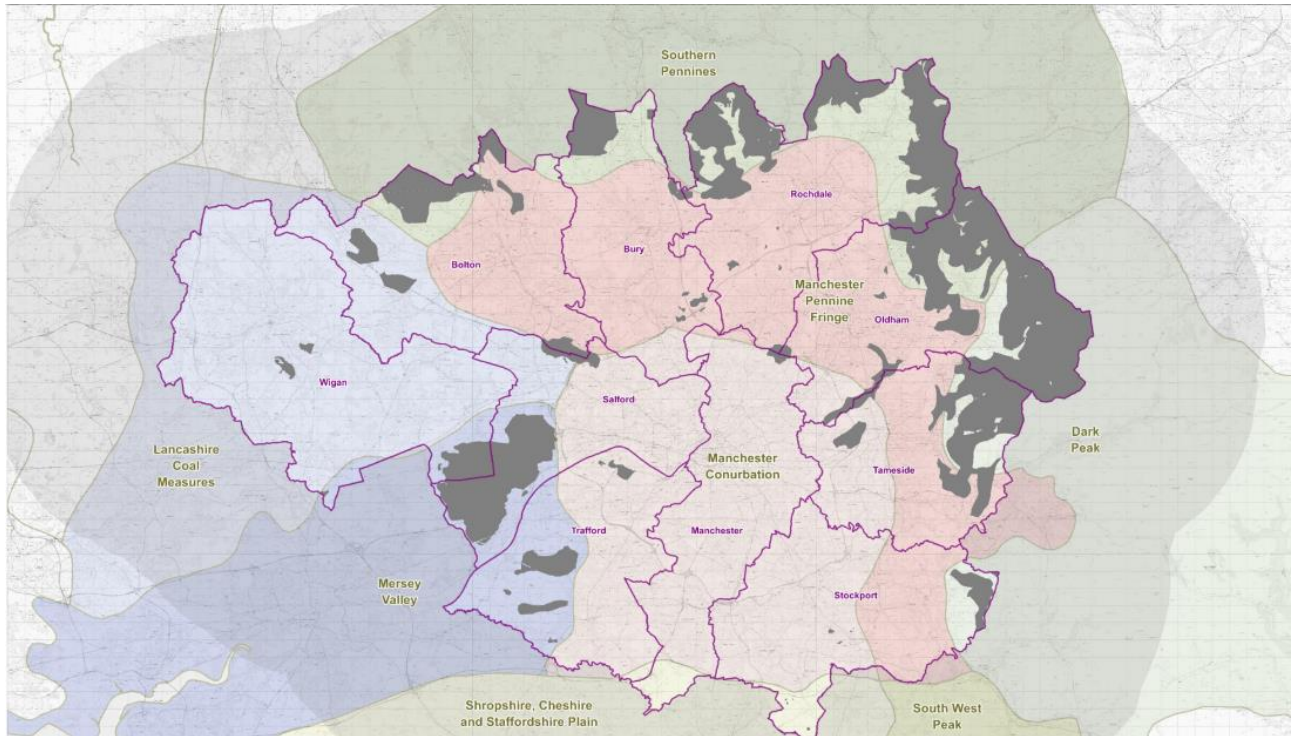 Southern
Pennines
Rochdale
Bury
Bolton
Manchester
Pennine
Fringe
Oldham
Wigan
Salford
Lancashire
Coal
Measures
Manchester
Conurbation
Dark
Peak
Tameside
Trafford
Manchester
Mersey
Valley
Stockport
Shropshire, Cheshire
and Staffordshire Plain
South West
Peak